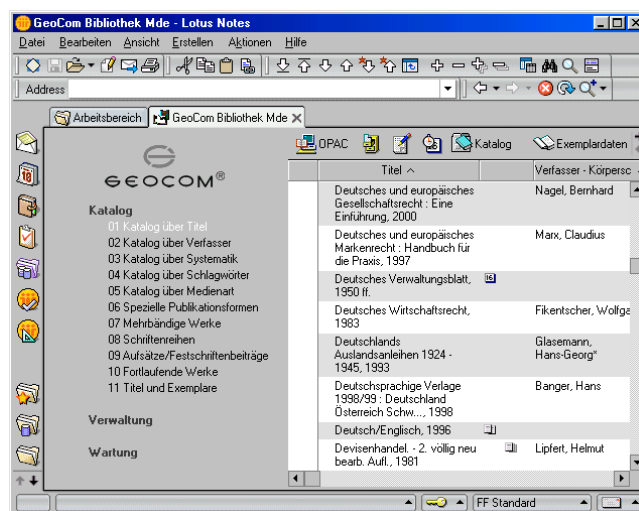 GeoCom Bibliothek Mde - Lotus Notes
Datei Bearbeiten Ansicht Erstellen Aktionen Hilfe
Address
Arbeitsbereich GeoCom Bibliothek Mde
OPAC Katalog Exemplardaten
GEOCOM®
Titel Verfasser - Körpersc
Katalog
01 Katalog über Titel
02 Katalog über Verfasser
03 Katalog über Systematik
04 Katalog über Schlagwörter
05 Katalog über Medienart
06 Spezielle Publikationsformen
07 Mehrbändige Werke
08 Schriftenreihen
09 Aufsätze/Festschriftenbeiträge
10 Fortlaufende Werke
11 Titel und Exemplare
Verwaltung
Wartung
Deutsches und europäisches Nagel, Bernhard
Gesellschaftsrecht : Eine
Einführung, 2000
Deutsches und europäisches Marx, Claudius
Markenrecht : Handbuch für
die Praxis, 1997
Deutsches Verwaltungsblatt, 16
1950 ff.
Deutsches Wirtschaftsrecht, Fikentscher, Wolfga
1983
Deutschlands Glasemann,
Auslandsanleihen 1924 - Hans-Georg"
1945, 1993
Deutschsprachige Verlage Banger, Hans
1998/99 : Deutschland
Österreich Schw..., 1998
Deutsch/Englisch, 1996
Devisenhandel. - 2. völlig neu Lipfert, Helmut
bearb. Aufl., 1981
FF Standard